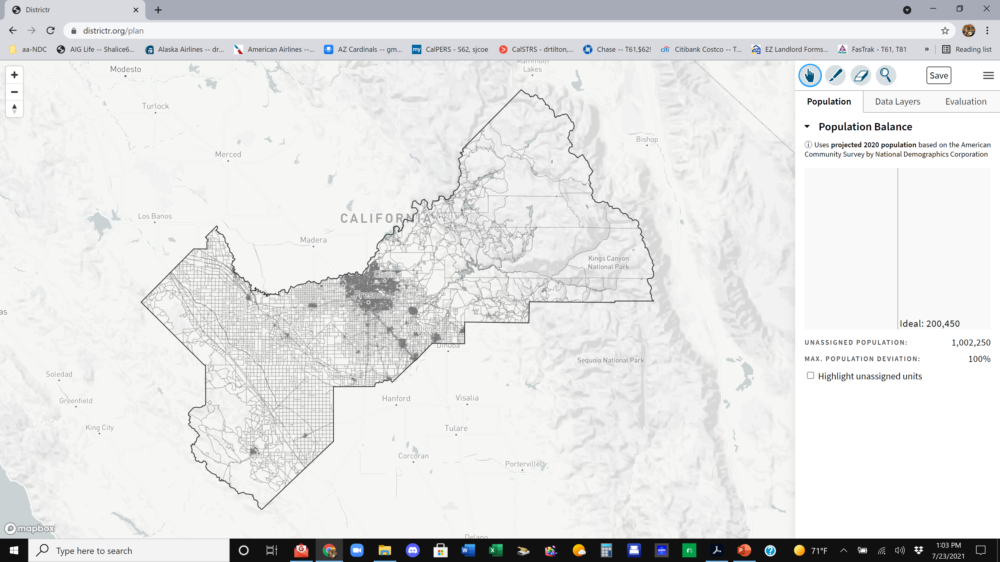 Districtr
districtr.org/plan
aa-NDC
AIG Life -- Shalice6...
Alaska Airlines -- dr...
American Airlines --...
AZ Cardinals -- gm...
my
CalPERS - S62, sjcoe
CalSTRS - drtilton,...
Chase -- T61,$62!
citi
Citibank Costco -- T...
EZ
EZ Landlord Forms...
FasTrak - T61, T81
»
Reading list
Mammoth
Lakes
Modesto
Turlock
Merced
Bishop
Los Banos
CALIFORNIA
Madera
Kings Canyon
National Park
Clovis
Fresno
as
Parlier
Dinuba
Sequoia National Park
Soledad
Hanford
Visalia
Greenfield
King City
Tulare
Corcoran
Porterville
Delano
mapbox
Save
Population
Data Layers
Evaluation
Population Balance
Uses projected 2020 population based on the American
Community Survey by National Demographics Corporation
Ideal: 200,450
UNASSIGNED POPULATION: 1,002,250
MAX. POPULATION DEVIATION: 100%
Highlight unassigned units
Type here to search
71°F
1:03 PM
7/23/2021